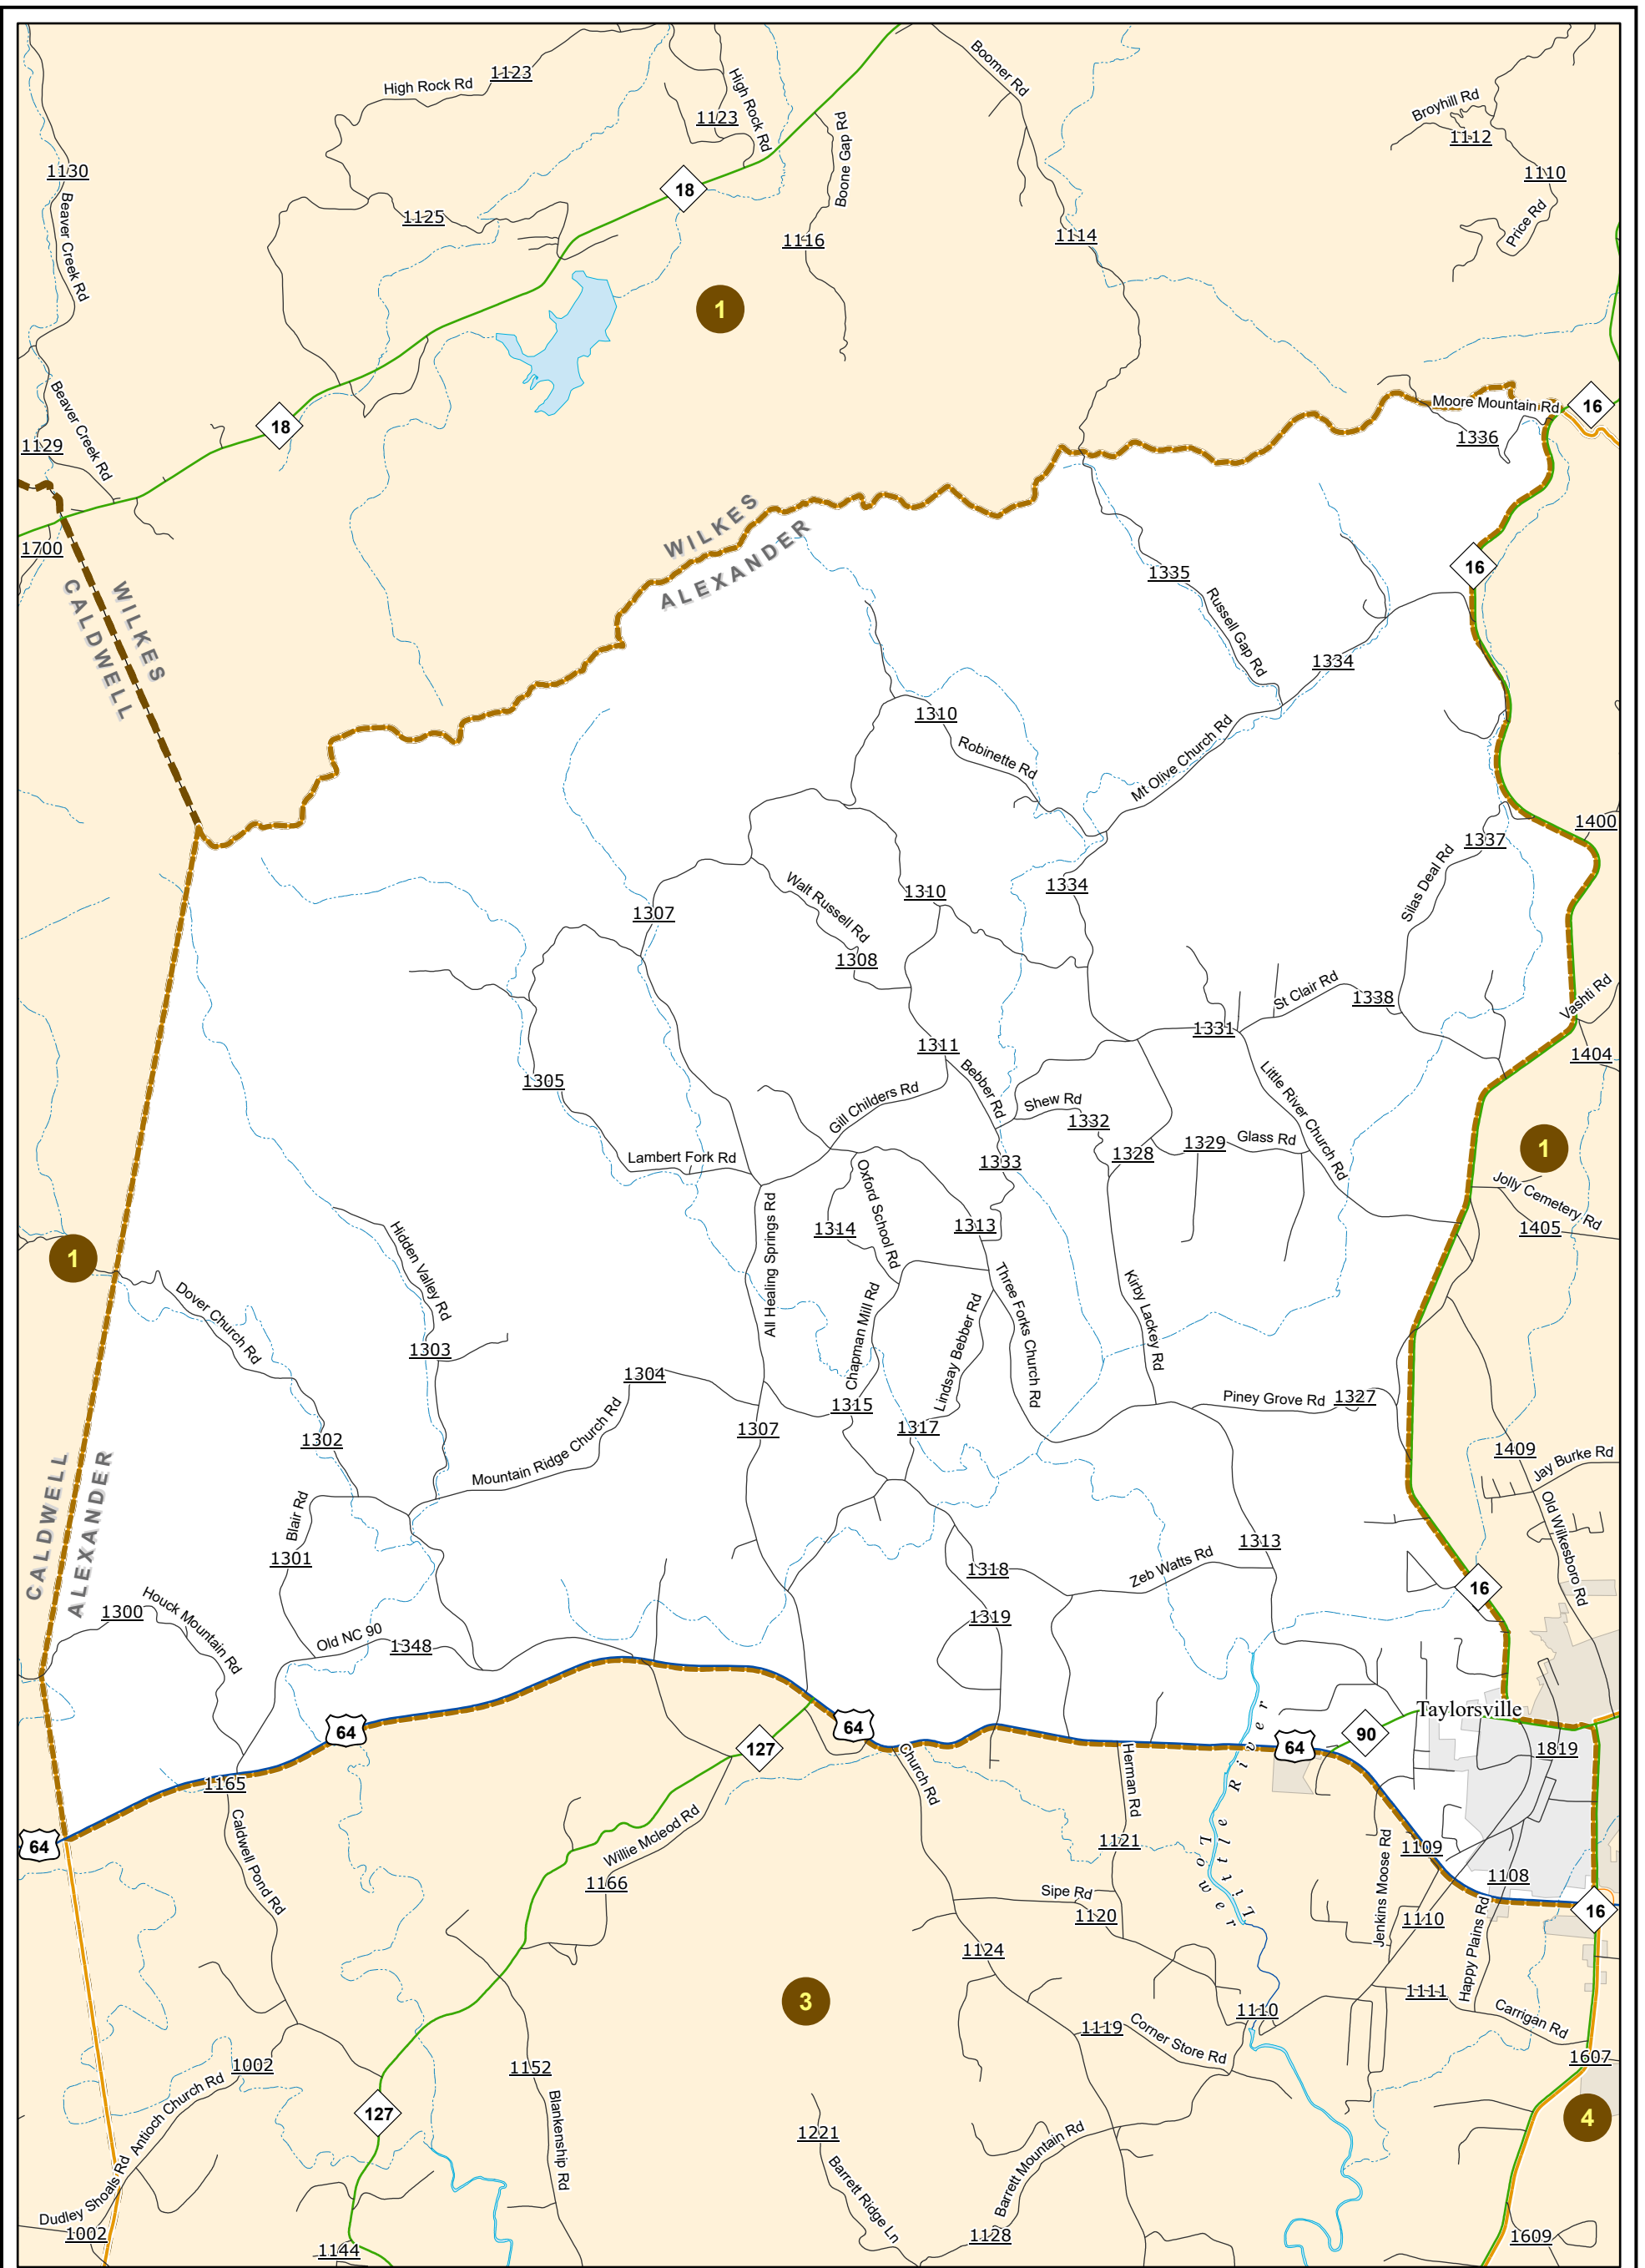 High Rock Rd
1123
High Rock Rd
1123
Boomer Rd
Broyhill Rd
1112
1130
Beaver Creek Rd
18
Boone Gap Rd
1110
Price Rd
1125
1116
1114
1
Beaver Creek Rd
18
1129
Moore Mountain Rd
16
1336
1700
WILKES
ALEXANDER
WILKES
CALDWELL
16
1335
Russell Gap Rd
1334
1310
Robinette Rd
Mt Olive Church Rd
1400
1337
Silas Deal Rd
1334
1310
Walt Russell Rd
1307
1308
St Clair Rd
1338
Vashti Rd
1331
1311
1404
1305
Bebber Rd
Little River Church Rd
Gill Childers Rd
Shew Rd
1332
1329
Glass Rd
1328
1
Lambert Fork Rd
1333
Oxford School Rd
Jolly Cemetery Rd
1405
All Healing Springs Rd
1314
1313
Hidden Valley Rd
1
Dover Church Rd
Three Forks Church Rd
Kirby Lackey Rd
Chapman Mill Rd
Lindsay Bebber Rd
1303
1304
Piney Grove Rd
1327
1315
1307
1317
1302
Mountain Ridge Church Rd
1409
Jay Burke Rd
CALDWELL
ALEXANDER
Blair Rd
Old Wilkesboro Rd
1313
1301
1318
Zeb Watts Rd
16
Houck Mountain Rd
1300
1319
Old NC 90
1348
Taylorsville
64
64
90
127
64
1819
Church Rd
Herman Rd
Lower Little River
1165
Caldwell Pond Rd
64
Willie Mcleod Rd
1121
1109
Jenkins Moose Rd
1166
1108
Sipe Rd
1120
1110
16
Happy Plains Rd
1124
3
1111
1110
Carrigan Rd
1119
Corner Store Rd
1607
1002
1152
Antioch Church Rd
127
Blankenship Rd
4
1221
Barrett Mountain Rd
Dudley Shoals Rd
Barrett Ridge Ln
1002
1128
1609
1144